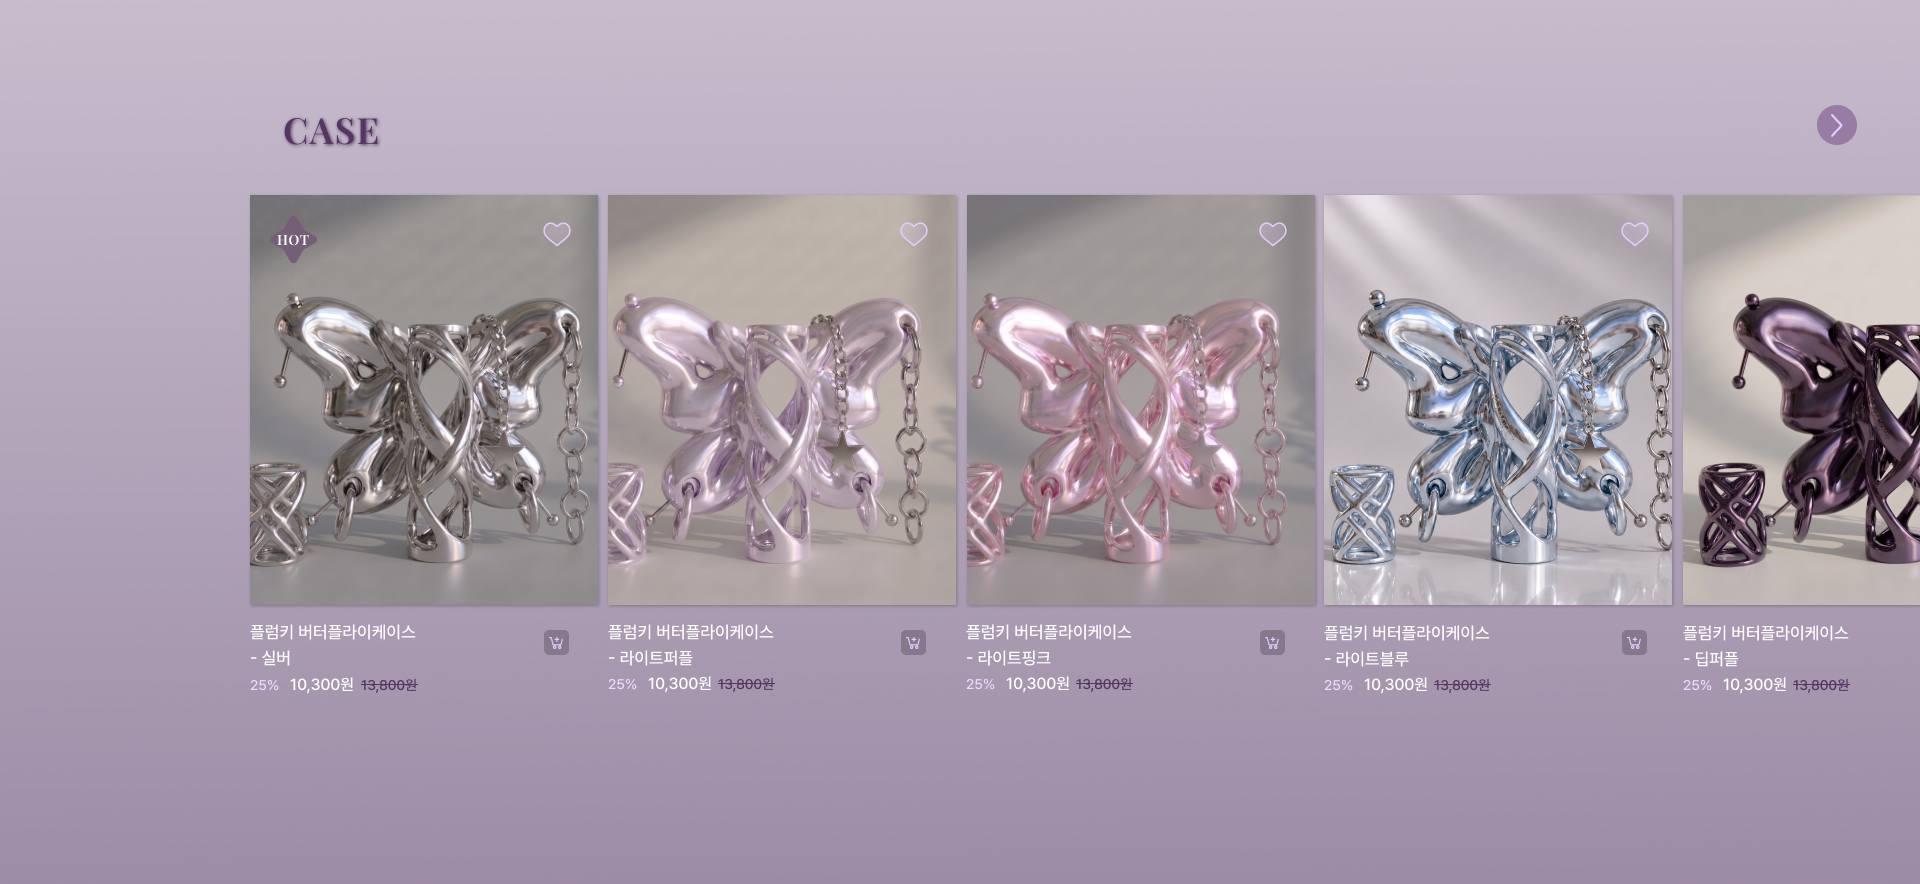 CASE
HOT
플럼키 버터플라이케이스
- 실버
25% 10,300원 13,800원
플럼키 버터플라이케이스
- 라이트퍼플
25% 10,300원 13,800원
플럼키 버터플라이케이스
- 라이트핑크
25% 10,300원 13,800원
플럼키 버터플라이케이스
- 라이트블루
25% 10,300원 13,800원
플럼키 버터플라이케이스
- 딥퍼플
25% 10,300원 13,800원